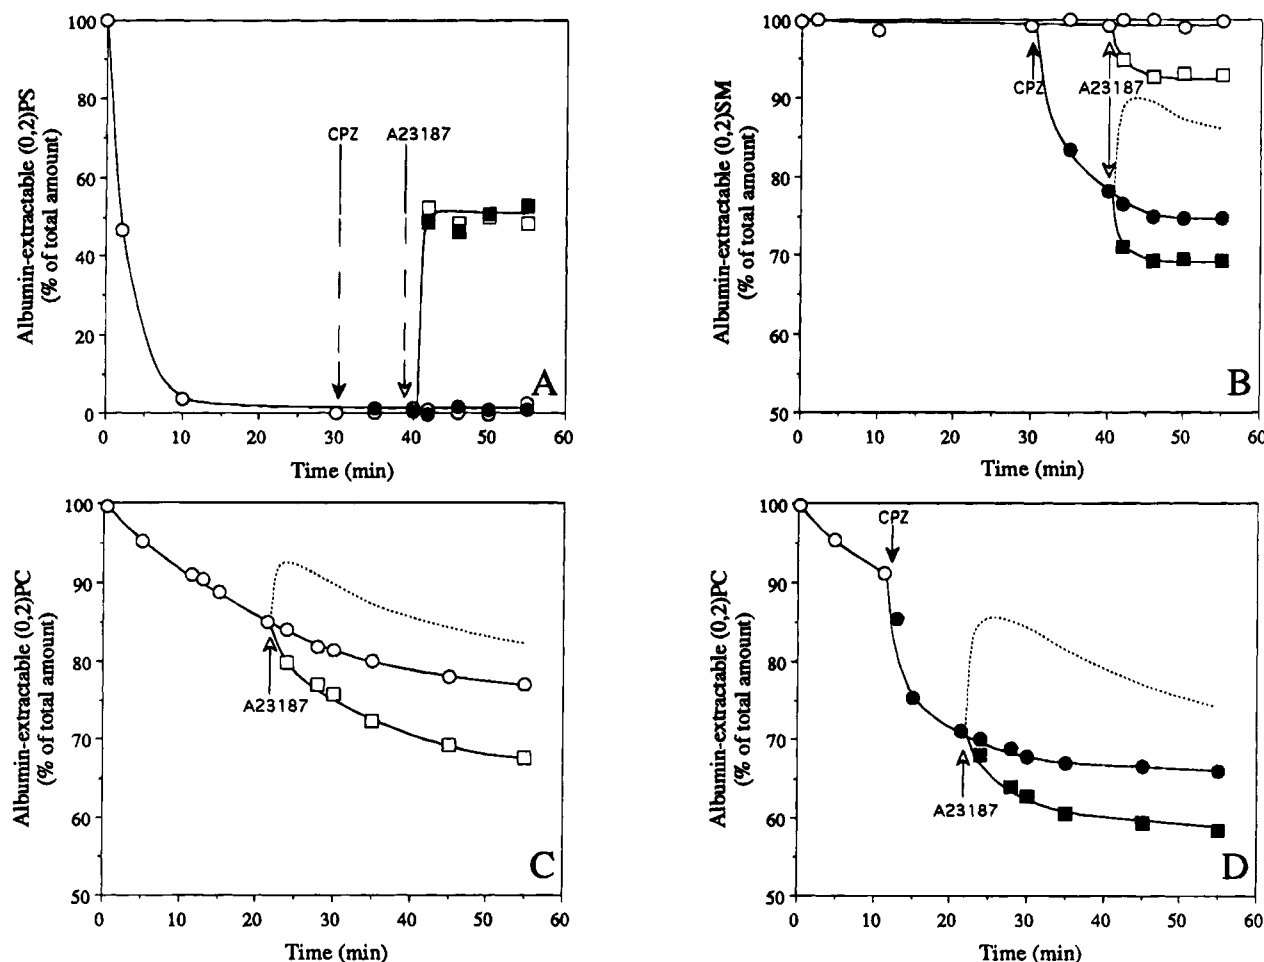 Albumin-extractable (0,2)PS
(% of total amount)
100
80
60
40
20
0
CPZ
A23187
A
0
10
20
30
40
50
60
Time (min)
Albumin-extractable (0,2)SM
(% of total amount)
100
90
80
70
60
50
CPZ
A23187
B
0
10
20
30
40
50
60
Time (min)
Albumin-extractable (0,2)PC
(% of total amount)
100
90
80
70
60
50
A23187
C
0
10
20
30
40
50
60
Time (min)
Albumin-extractable (0,2)PC
(% of total amount)
100
90
80
70
60
50
CPZ
A23187
D
0
10
20
30
40
50
60
Time (min)